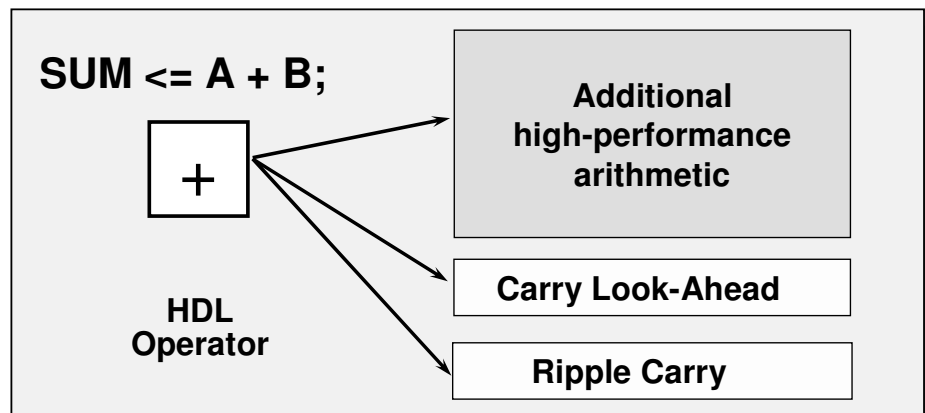 SUM <= A + B;
+
HDL
Operator
Additional
high-performance
arithmetic
Carry Look-Ahead
Ripple Carry